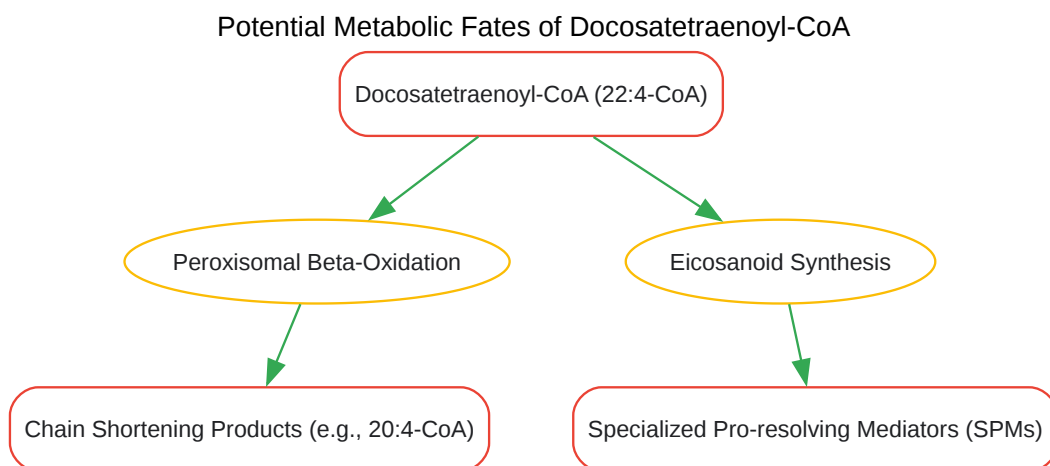 Potential Metabolic Fates of Docosatetraenoyl-CoA
Docosatetraenoyl-CoA (22:4-CoA)
Peroxisomal Beta-Oxidation
Eicosanoid Synthesis
Chain Shortening Products (e.g., 20:4-CoA)
Specialized Pro-resolving Mediators (SPMs)